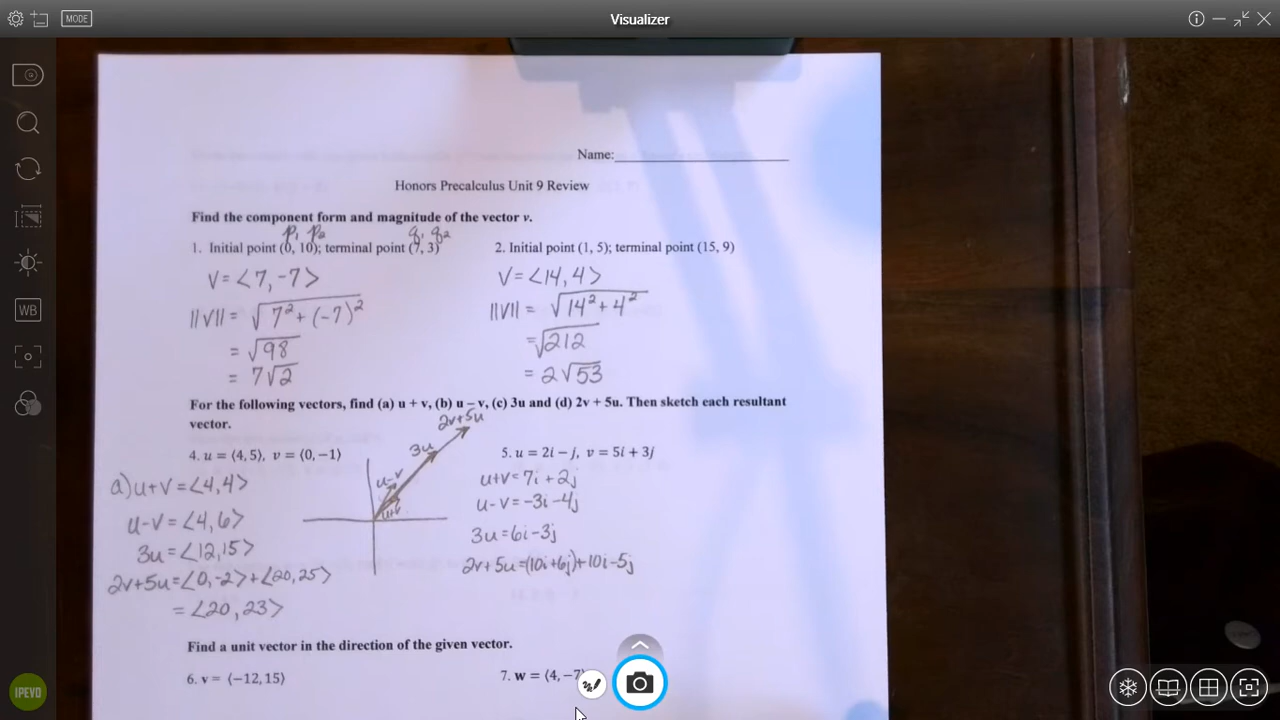 MODE
Visualizer
Name:
Honors Precalculus Unit 9 Review
Find the component form and magnitude of the vector v.
p₁ p₂ q₁ q₂
1. Initial point (0, 10); terminal point (7, 3)
2. Initial point (1, 5); terminal point (15, 9)
V = ⟨7, -7⟩
V = ⟨14, 4⟩
||V|| = √7² + (-7)²
||V|| = √14² + 4²
= √98
= √212
= 7√2
= 2√53
For the following vectors, find (a) u + v, (b) u – v, (c) 3u and (d) 2v + 5u. Then sketch each resultant
vector.
2v+5u
3u
u-v
u+v
4. u = ⟨4, 5⟩, v = ⟨0, −1⟩
5. u = 2i − j, v = 5i + 3j
a) u+v = ⟨4, 4⟩
u+v = 7i + 2j
u-v = ⟨4, 6⟩
u-v = -3i -4j
3u = ⟨12, 15⟩
3u = 6i - 3j
2v+5u = ⟨0, -2⟩ + ⟨20, 25⟩
2v+5u = (10i+6j)+10i-5j
= ⟨20, 23⟩
Find a unit vector in the direction of the given vector.
6. v = ⟨−12, 15⟩
7. w = ⟨4, −7
WB
IPEVO